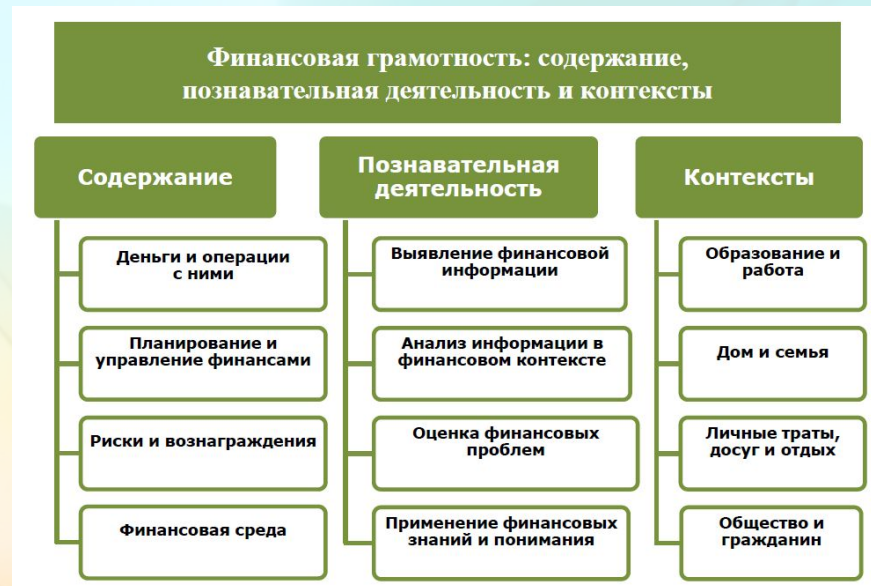 Финансовая грамотность: содержание,
познавательная деятельность и контексты
Содержание
Деньги и операции
с ними
Планирование и
управление финансами
Риски и вознаграждения
Финансовая среда
Познавательная
деятельность
Выявление финансовой
информации
Анализ информации в
финансовом контексте
Оценка финансовых
проблем
Применение финансовых
знаний и понимания
Контексты
Образование и
работа
Дом и семья
Личные траты,
досуг и отдых
Общество и
гражданин